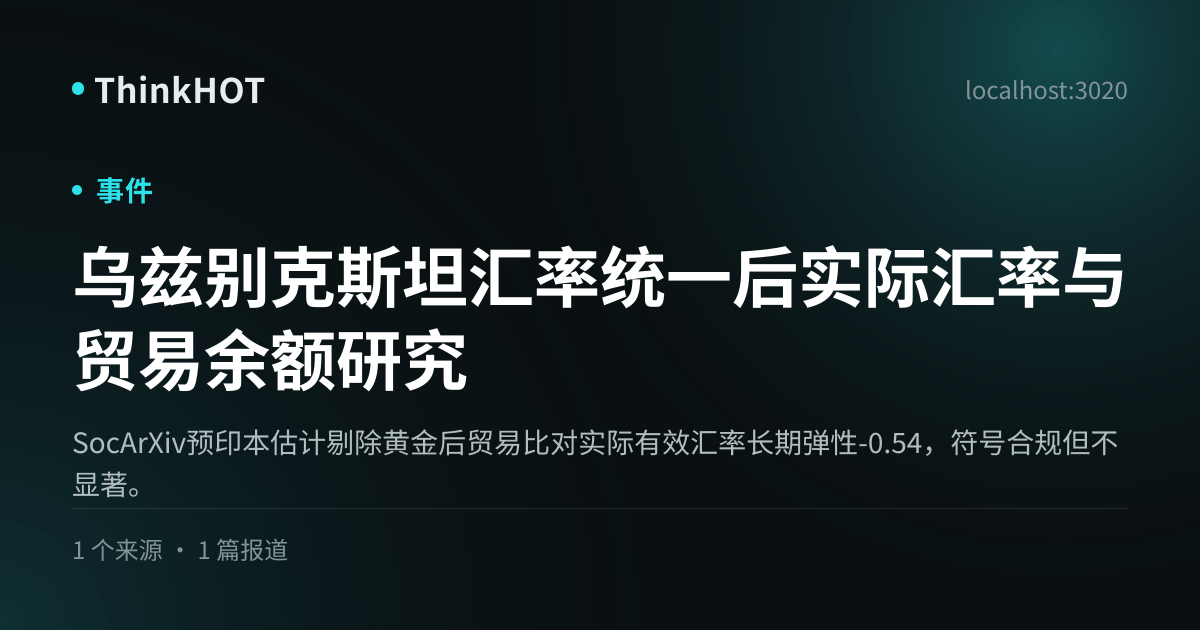 ThinkHOT
localhost:3020
事件
乌兹别克斯坦汇率统一后实际汇率与
贸易余额研究
SocArXiv预印本估计剔除黄金后贸易比对实际有效汇率长期弹性-0.54，符号合规但不
显著。
1 个来源 · 1 篇报道